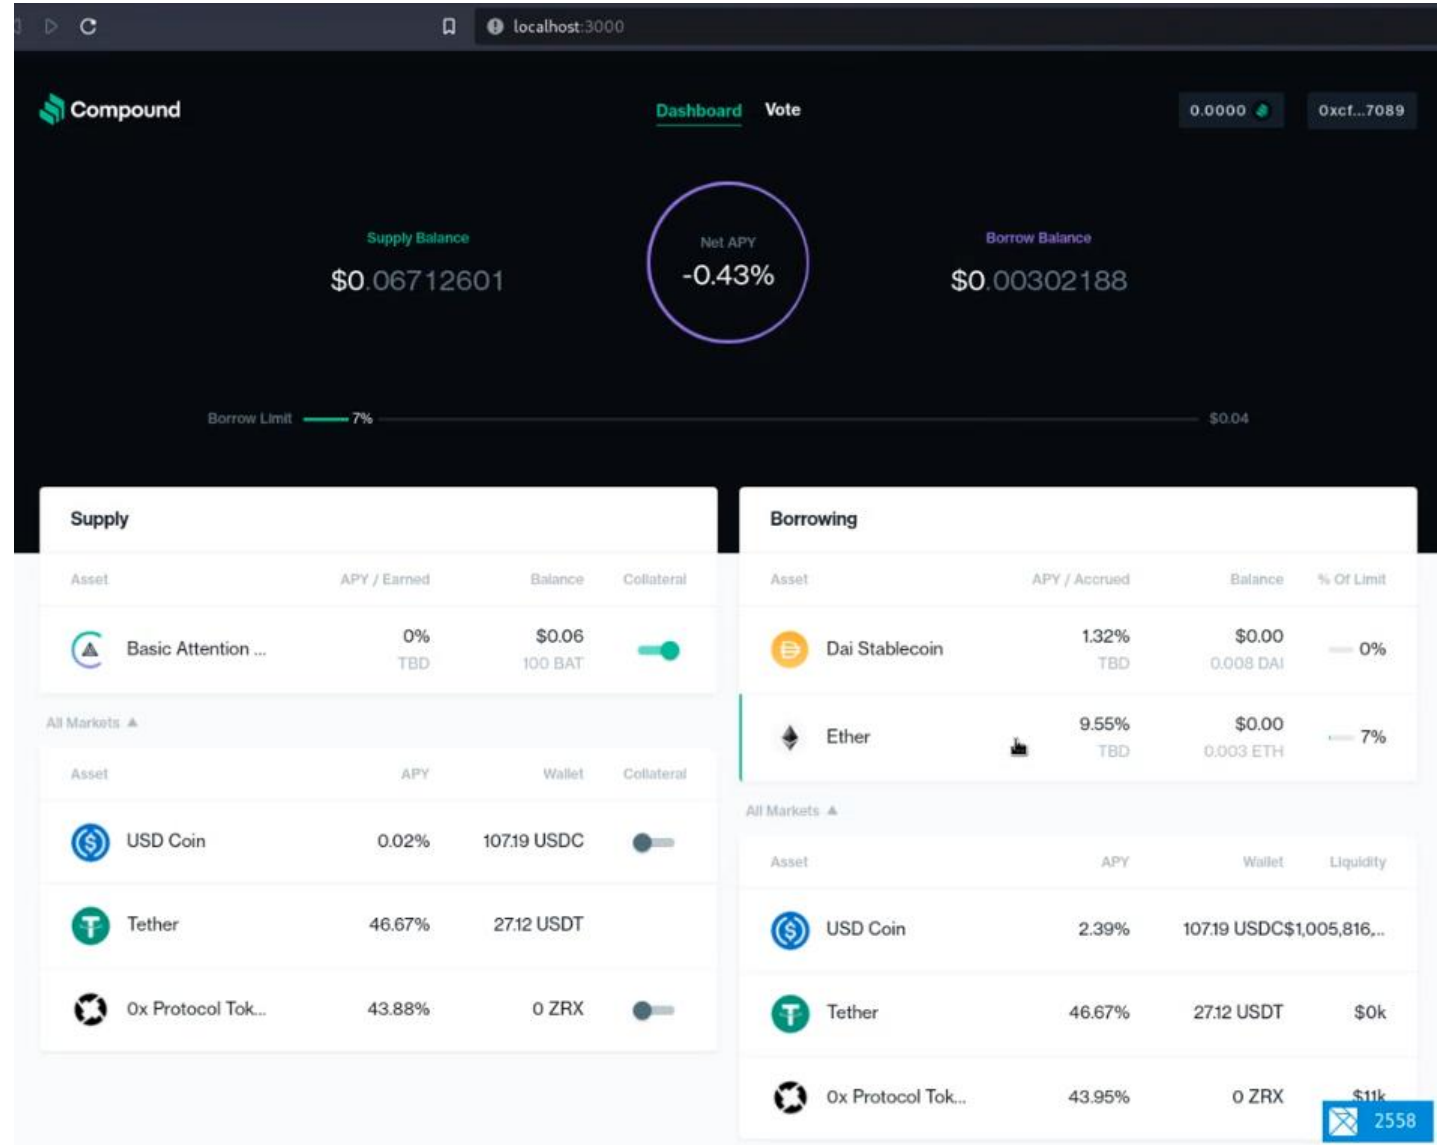 localhost:3000
Compound
Dashboard Vote
0.0000 0xcf...7089
Supply Balance
$0.06712601
Net APY
-0.43%
Borrow Balance
$0.00302188
Borrow Limit 7% $0.04
Supply
Asset APY / Earned Balance Collateral
Basic Attention ... 0% $0.06
TBD 100 BAT
All Markets ▲
Asset APY Wallet Collateral
USD Coin 0.02% 107.19 USDC
Tether 46.67% 27.12 USDT
0x Protocol Tok... 43.88% 0 ZRX
Borrowing
Asset APY / Accrued Balance % Of Limit
Dai Stablecoin 1.32% $0.00 0%
TBD 0.008 DAI
Ether 9.55% $0.00 7%
TBD 0.003 ETH
All Markets ▲
Asset APY Wallet Liquidity
USD Coin 2.39% 107.19 USDC$1,005,816,...
Tether 46.67% 27.12 USDT $0k
0x Protocol Tok... 43.95% 0 ZRX $11k
2558